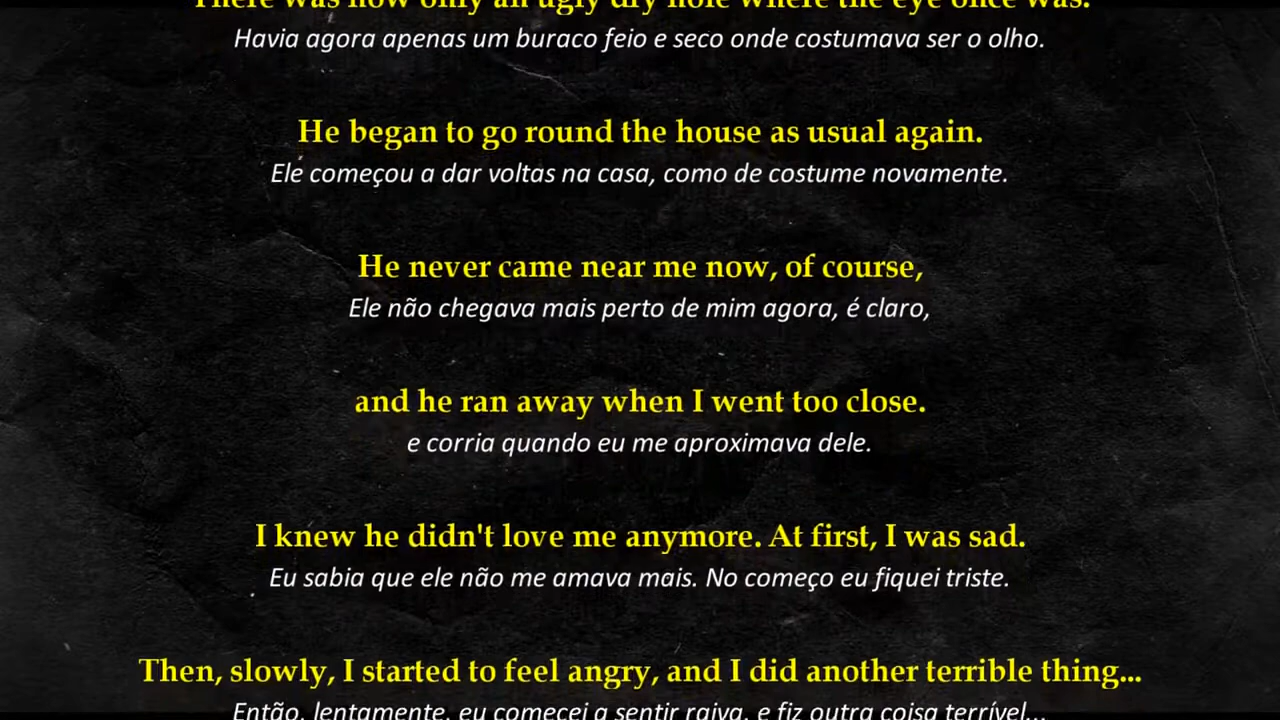 There was now only an ugly dry hole where the eye once was.
Havia agora apenas um buraco feio e seco onde costumava ser o olho.
He began to go round the house as usual again.
Ele começou a dar voltas na casa, como de costume novamente.
He never came near me now, of course,
Ele não chegava mais perto de mim agora, é claro,
and he ran away when I went too close.
e corria quando eu me aproximava dele.
I knew he didn't love me anymore. At first, I was sad.
Eu sabia que ele não me amava mais. No começo eu fiquei triste.
Then, slowly, I started to feel angry, and I did another terrible thing...
Então, lentamente, eu comecei a sentir raiva, e fiz outra coisa terrível...